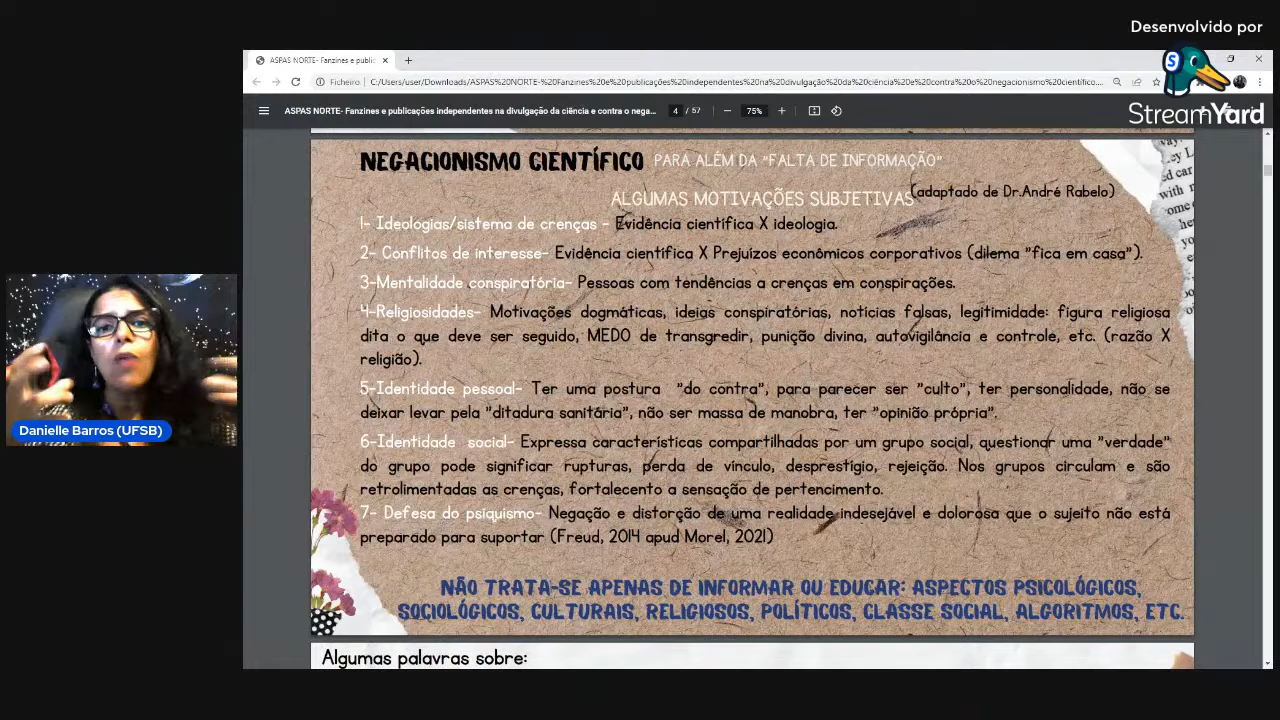 Desenvolvido por
StreamYard
ASPAS NORTE- Fanzines e public
Ficheiro
C:/Users/user/Downloads/ASPAS%20NORTE-%20Fanzines%20e%20publicações%20independentes%20na%20divulgação%20da%20ciência%20e%20contra%20o%20negacionismo%20científico....
ASPAS NORTE- Fanzines e publicações independentes na divulgação da ciência e contra o nega...
4 / 57
75%
NEGACIONISMO CIENTÍFICO PARA ALÉM DA "FALTA DE INFORMAÇÃO"
ALGUMAS MOTIVAÇÕES SUBJETIVAS (adaptado de Dr.André Rabelo)
1- Ideologias/sistema de crenças - Evidência científica X ideologia.
2- Conflitos de interesse- Evidência científica X Prejuízos econômicos corporativos (dilema "fica em casa").
3-Mentalidade conspiratória- Pessoas com tendências a crenças em conspirações.
4-Religiosidades- Motivações dogmáticas, ideias conspiratórias, notícias falsas, legitimidade: figura religiosa
dita o que deve ser seguido, MEDO de transgredir, punição divina, autovigilância e controle, etc. (razão X
religião).
5-Identidade pessoal- Ter uma postura "do contra", para parecer ser "culto", ter personalidade, não se
deixar levar pela "ditadura sanitária", não ser massa de manobra, ter "opinião própria".
6-Identidade social- Expressa características compartilhadas por um grupo social, questionar uma "verdade"
do grupo pode significar rupturas, perda de vínculo, desprestígio, rejeição. Nos grupos circulam e são
retrolimentadas as crenças, fortalecento a sensação de pertencimento.
7- Defesa do psiquismo- Negação e distorção de uma realidade indesejável e dolorosa que o sujeito não está
preparado para suportar (Freud, 2014 apud Morel, 2021)
NÃO TRATA-SE APENAS DE INFORMAR OU EDUCAR: ASPECTOS PSICOLÓGICOS,
SOCIOLÓGICOS, CULTURAIS, RELIGIOSOS, POLÍTICOS, CLASSE SOCIAL, ALGORITMOS, ETC.
Algumas palavras sobre:
Danielle Barros (UFSB)